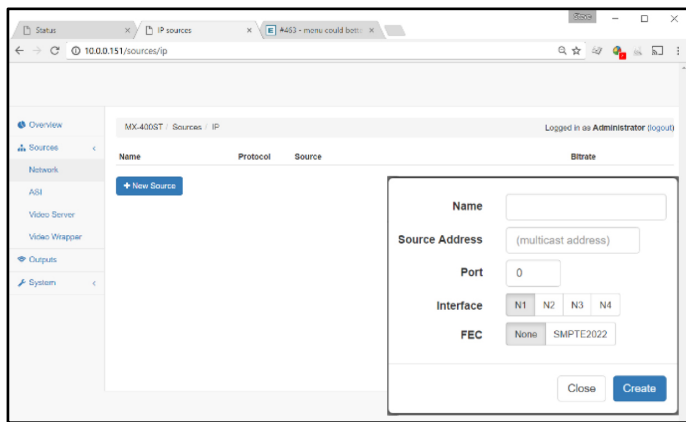 Steve
Status
IP sources
#463 - menu could bett
10.0.0.151/sources/ip
Overview
MX-400ST / Sources / IP
Logged in as Administrator (logout)
Sources
Name Protocol Source Bitrate
Network
+ New Source
ASI
Video Server
Video Wrapper
Outputs
System
Name
Source Address (multicast address)
Port 0
Interface N1 N2 N3 N4
FEC None SMPTE2022
Close Create